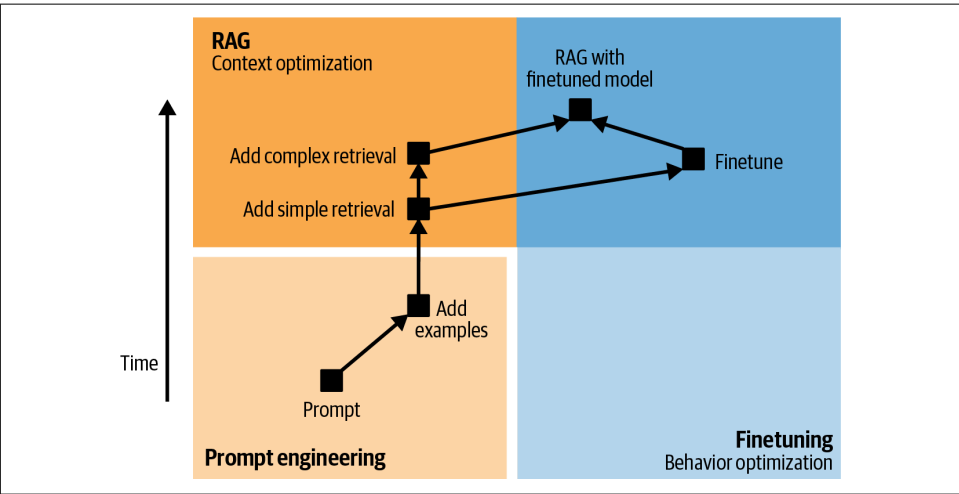 RAG
Context optimization
RAG with
finetuned model
Add complex retrieval
Finetune
Add simple retrieval
Add
examples
Time
Prompt
Prompt engineering
Finetuning
Behavior optimization